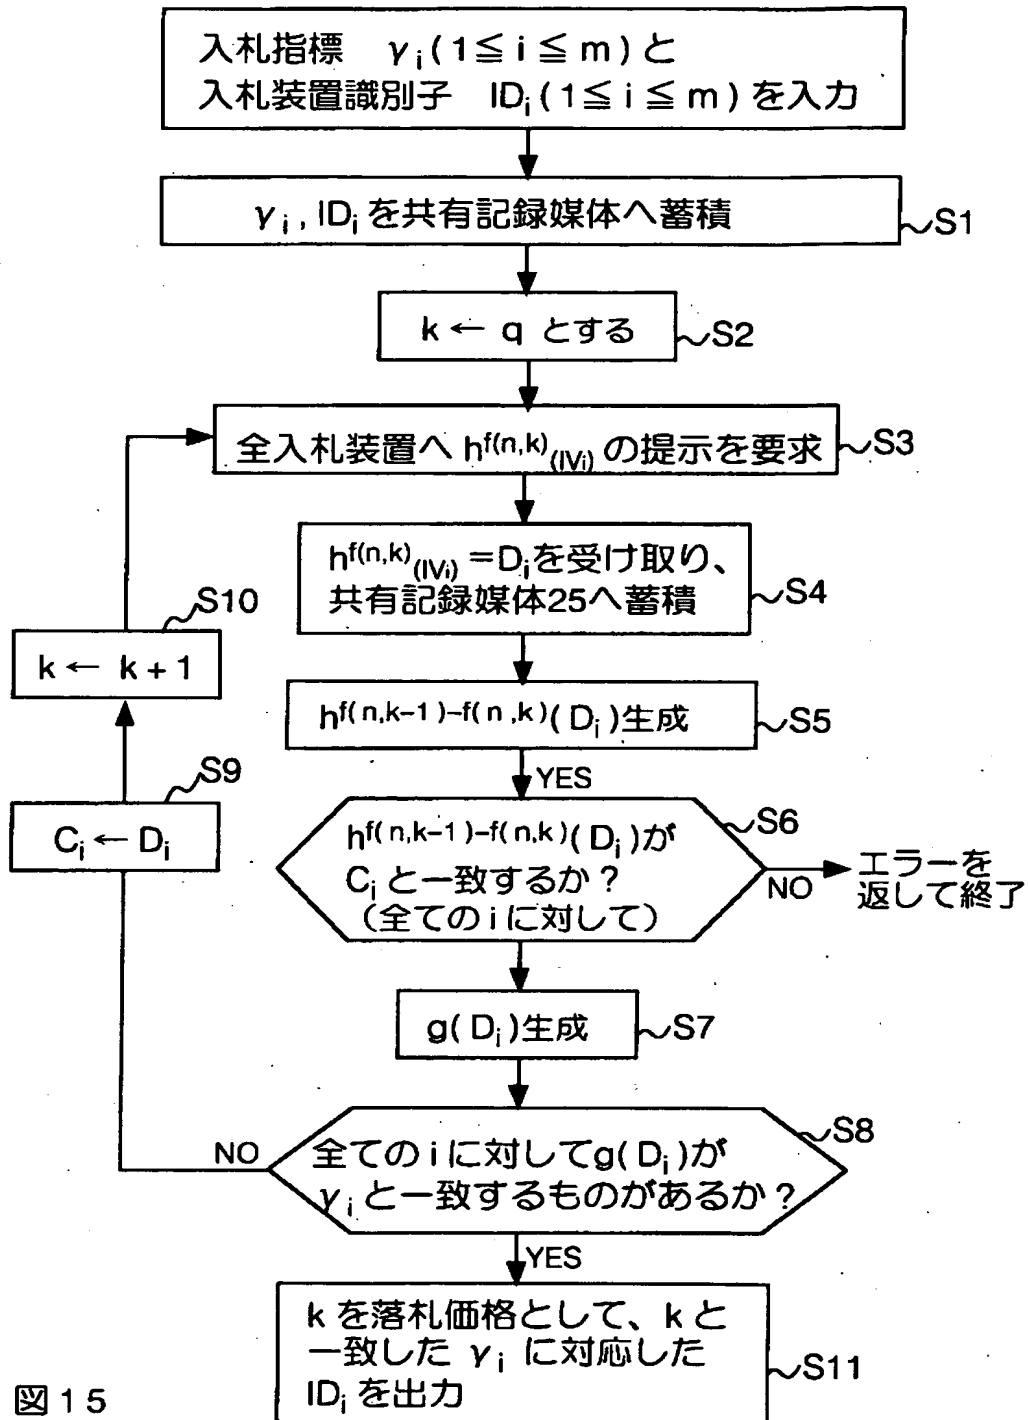 入札指標 γi(1≦i≦m)と
入札装置識別子 IDi(1≦i≦m)を入力
γi,IDiを共有記録媒体へ蓄積
S1
k ← q とする
S2
全入札装置へ h^f(n,k)(IVi) の提示を要求
S3
h^f(n,k)(IVi)=Diを受け取り、
共有記録媒体25へ蓄積
S4
S10
k ← k+1
h^f(n,k-1)-f(n,k)(Di)生成
S5
YES
S9
Ci ← Di
h^f(n,k-1)-f(n,k)(Di)が
Ciと一致するか?
(全てのiに対して)
S6
NO
エラーを
返して終了
g(Di)生成
S7
NO
全てのiに対してg(Di)が
γiと一致するものがあるか?
S8
YES
kを落札価格として、kと
一致した γi に対応した
IDiを出力
S11
図15